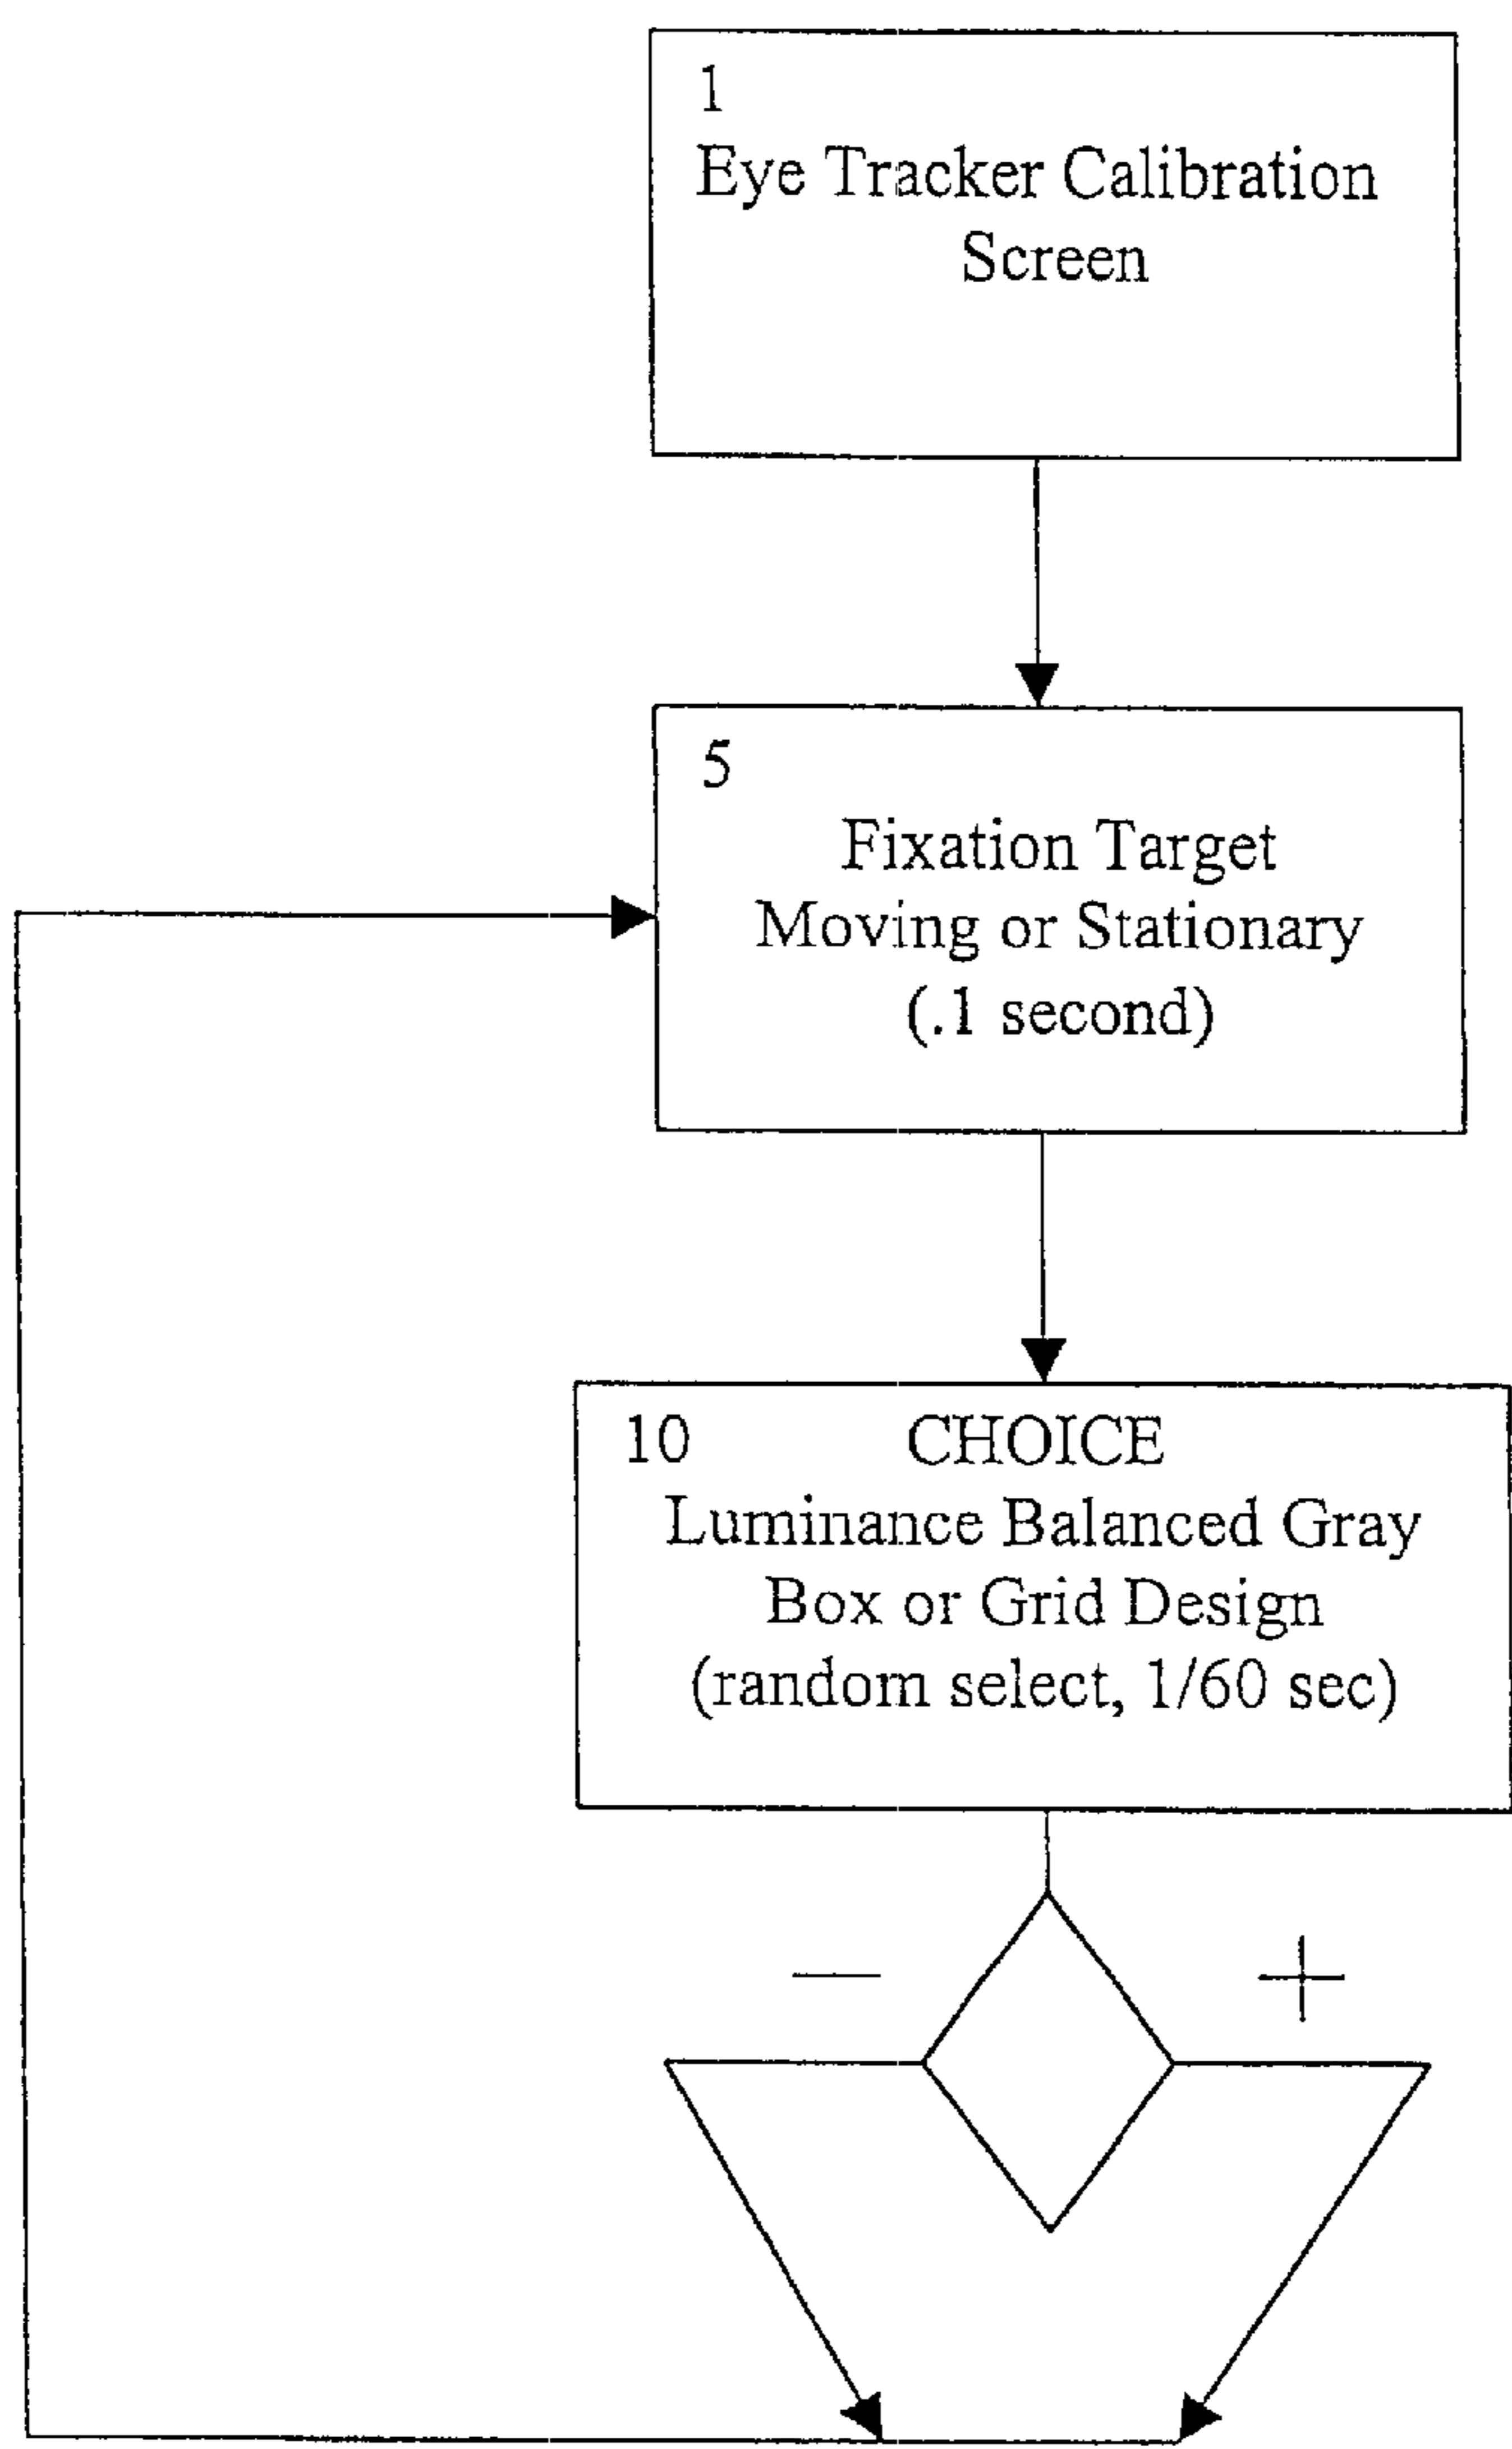 1
Eye Tracker Calibration
Screen
5
Fixation Target
Moving or Stationary
(.1 second)
10 CHOICE
Luminance Balanced Gray
Box or Grid Design
(random select, 1/60 sec)
— +